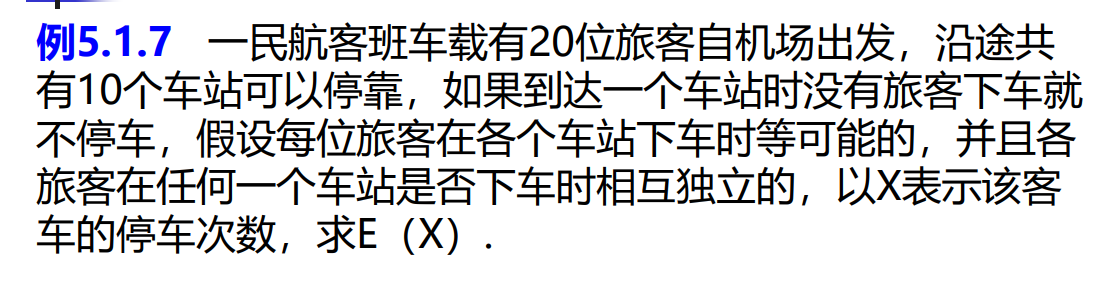 例5.1.7 一民航客班车载有20位旅客自机场出发，沿途共
有10个车站可以停靠，如果到达一个车站时没有旅客下车就
不停车，假设每位旅客在各个车站下车时等可能的，并且各
旅客在任何一个车站是否下车时相互独立的，以X表示该客
车的停车次数，求E（X）.